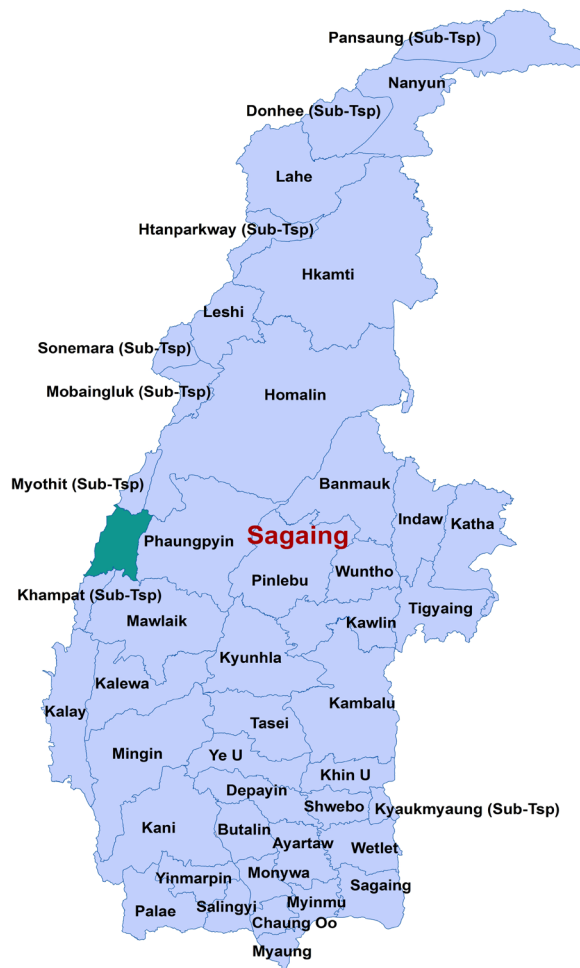 Pansaung (Sub-Tsp)
Nanyun
Donhee (Sub-Tsp)
Lahe
Htanparkway (Sub-Tsp)
Hkamti
Leshi
Sonemara (Sub-Tsp)
Mobaingluk (Sub-Tsp)
Homalin
Myothit (Sub-Tsp)
Banmauk
Indaw
Katha
Phaungpyin
Sagaing
Pinlebu
Wuntho
Khampat (Sub-Tsp)
Tigyaing
Mawlaik
Kawlin
Kyunhla
Kalewa
Kambalu
Kalay
Tasei
Mingin
Ye U
Khin U
Depayin
Shwebo
Kyaukmyaung (Sub-Tsp)
Kani
Butalin
Ayartaw
Wetlet
Yinmarpin
Monywa
Sagaing
Palae
Salingyi
Myinmu
Chaung Oo
Myaung